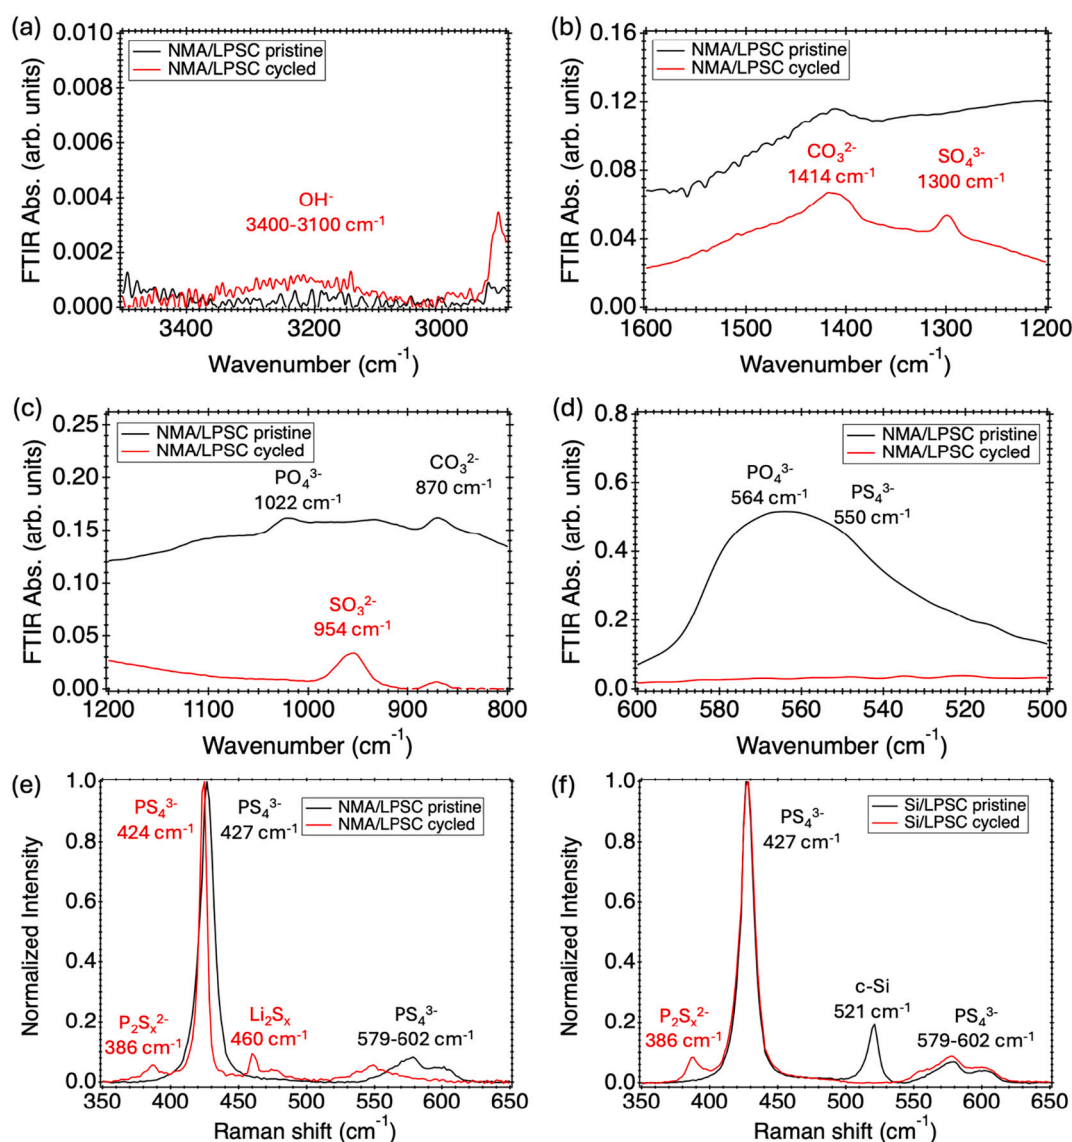 (a)
0.010
0.008
0.006
0.004
0.002
0.000
FTIR Abs. (arb. units)
NMA/LPSC pristine
NMA/LPSC cycled
OH⁻
3400-3100 cm⁻¹
3400 3200 3000
Wavenumber (cm⁻¹)
(b)
0.16
0.12
0.08
0.04
0.00
FTIR Abs. (arb. units)
NMA/LPSC pristine
NMA/LPSC cycled
CO₃²⁻
1414 cm⁻¹
SO₄³⁻
1300 cm⁻¹
1600 1500 1400 1300 1200
Wavenumber (cm⁻¹)
(c)
0.25
0.20
0.15
0.10
0.05
0.00
FTIR Abs. (arb. units)
NMA/LPSC pristine
NMA/LPSC cycled
PO₄³⁻
1022 cm⁻¹
CO₃²⁻
870 cm⁻¹
SO₃²⁻
954 cm⁻¹
1200 1100 1000 900 800
Wavenumber (cm⁻¹)
(d)
0.8
0.6
0.4
0.2
0.0
FTIR Abs. (arb. units)
NMA/LPSC pristine
NMA/LPSC cycled
PO₄³⁻
564 cm⁻¹
PS₄³⁻
550 cm⁻¹
600 580 560 540 520 500
Wavenumber (cm⁻¹)
(e)
1.0
0.8
0.6
0.4
0.2
0.0
Normalized Intensity
NMA/LPSC pristine
NMA/LPSC cycled
PS₄³⁻
424 cm⁻¹
PS₄³⁻
427 cm⁻¹
P₂Sₓ²⁻
386 cm⁻¹
Li₂Sₓ
460 cm⁻¹
PS₄³⁻
579-602 cm⁻¹
350 400 450 500 550 600 650
Raman shift (cm⁻¹)
(f)
1.0
0.8
0.6
0.4
0.2
0.0
Normalized Intensity
Si/LPSC pristine
Si/LPSC cycled
PS₄³⁻
427 cm⁻¹
P₂Sₓ²⁻
386 cm⁻¹
c-Si
521 cm⁻¹
PS₄³⁻
579-602 cm⁻¹
350 400 450 500 550 600 650
Raman shift (cm⁻¹)